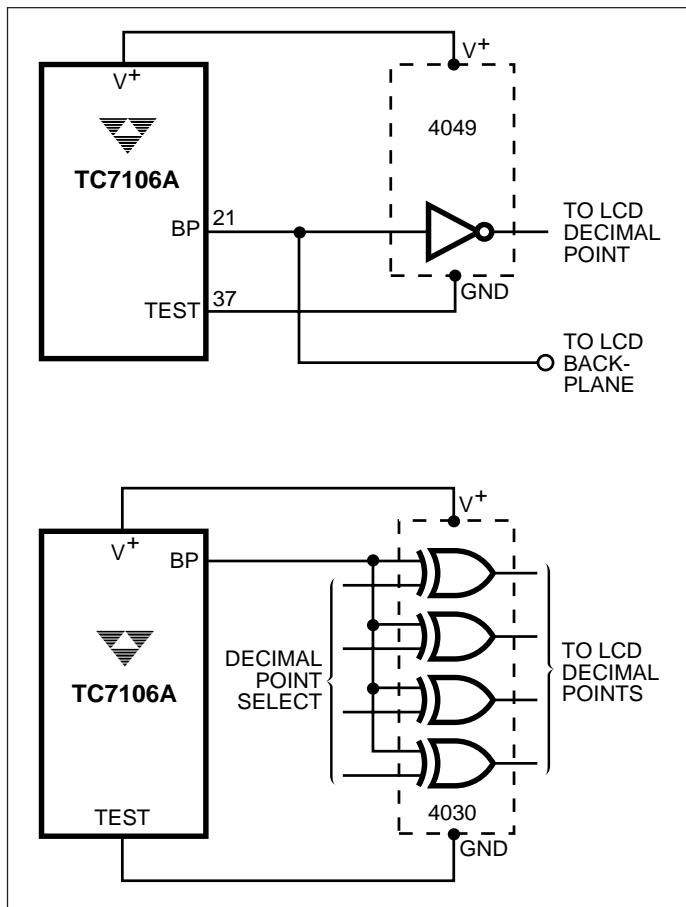 V+
V+
4049
TC7106A
BP
21
TO LCD
DECIMAL
POINT
GND
TEST
37
TO LCD
BACK-
PLANE
V+
V+
BP
TC7106A
DECIMAL
POINT
SELECT
TO LCD
DECIMAL
POINTS
TEST
4030
GND